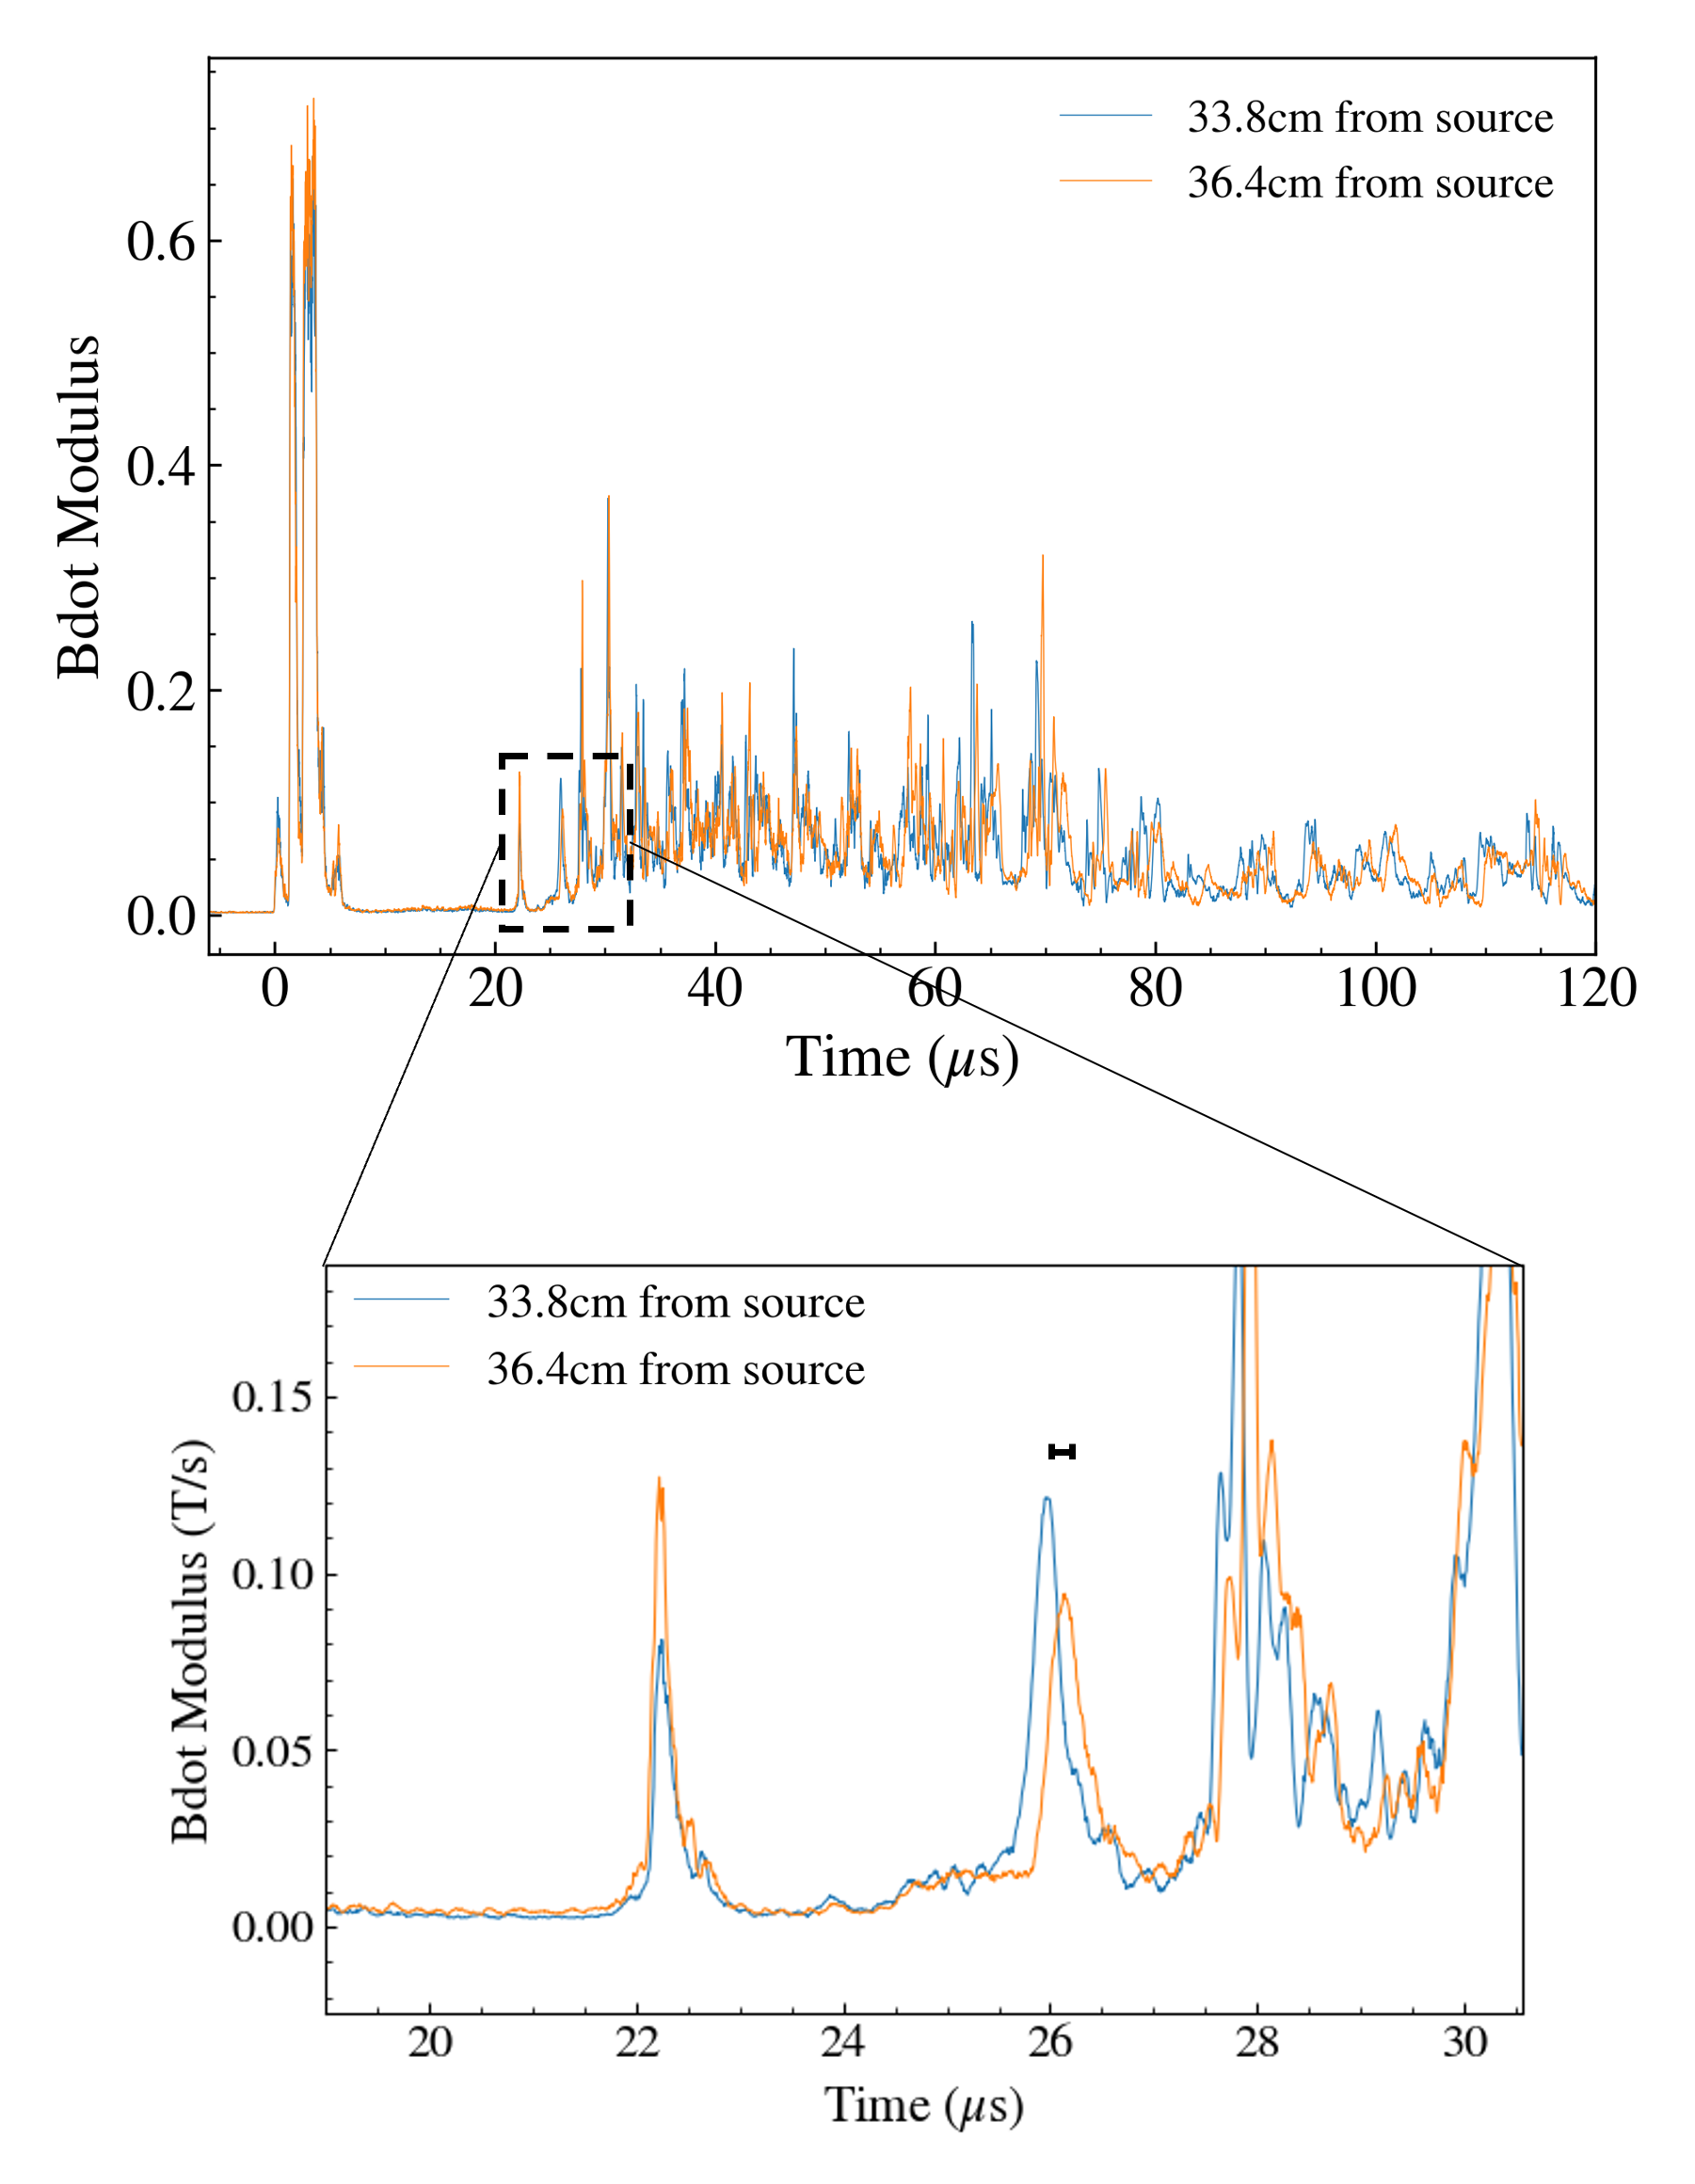 33.8cm from source
36.4cm from source
0.6
0.4
0.2
0.0
Bdot Modulus
0 20 40 60 80 100 120
Time (μs)
33.8cm from source
36.4cm from source
0.15
0.10
0.05
0.00
Bdot Modulus (T/s)
20 22 24 26 28 30
Time (μs)